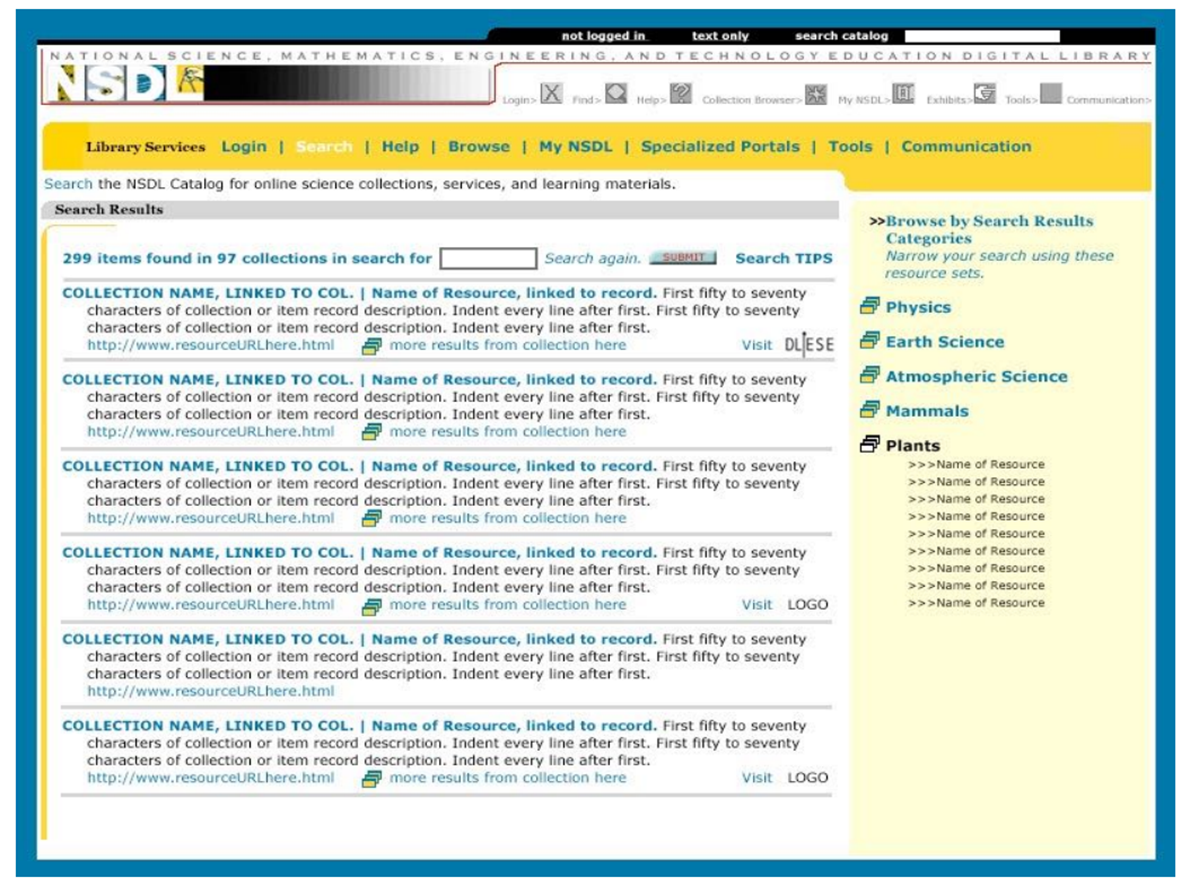 not logged in text only search catalog
NATIONAL SCIENCE, MATHEMATICS, ENGINEERING, AND TECHNOLOGY EDUCATION DIGITAL LIBRARY
NSDL
Login> Find> Help> Collection Browser> My NSDL> Exhibits> Tools> Communication>
Library Services Login | Search | Help | Browse | My NSDL | Specialized Portals | Tools | Communication
Search the NSDL Catalog for online science collections, services, and learning materials.
Search Results
299 items found in 97 collections in search for Search again. SUBMIT Search TIPS
COLLECTION NAME, LINKED TO COL. | Name of Resource, linked to record. First fifty to seventy
characters of collection or item record description. Indent every line after first. First fifty to seventy
characters of collection or item record description. Indent every line after first.
http://www.resourceURLhere.html more results from collection here Visit DLESE
COLLECTION NAME, LINKED TO COL. | Name of Resource, linked to record. First fifty to seventy
characters of collection or item record description. Indent every line after first. First fifty to seventy
characters of collection or item record description. Indent every line after first.
http://www.resourceURLhere.html more results from collection here
COLLECTION NAME, LINKED TO COL. | Name of Resource, linked to record. First fifty to seventy
characters of collection or item record description. Indent every line after first. First fifty to seventy
characters of collection or item record description. Indent every line after first.
http://www.resourceURLhere.html more results from collection here
COLLECTION NAME, LINKED TO COL. | Name of Resource, linked to record. First fifty to seventy
characters of collection or item record description. Indent every line after first. First fifty to seventy
characters of collection or item record description. Indent every line after first.
http://www.resourceURLhere.html more results from collection here Visit LOGO
COLLECTION NAME, LINKED TO COL. | Name of Resource, linked to record. First fifty to seventy
characters of collection or item record description. Indent every line after first. First fifty to seventy
characters of collection or item record description. Indent every line after first.
http://www.resourceURLhere.html
COLLECTION NAME, LINKED TO COL. | Name of Resource, linked to record. First fifty to seventy
characters of collection or item record description. Indent every line after first. First fifty to seventy
characters of collection or item record description. Indent every line after first.
http://www.resourceURLhere.html more results from collection here Visit LOGO
>>Browse by Search Results
Categories
Narrow your search using these
resource sets.
Physics
Earth Science
Atmospheric Science
Mammals
Plants
>>>Name of Resource
>>>Name of Resource
>>>Name of Resource
>>>Name of Resource
>>>Name of Resource
>>>Name of Resource
>>>Name of Resource
>>>Name of Resource
>>>Name of Resource